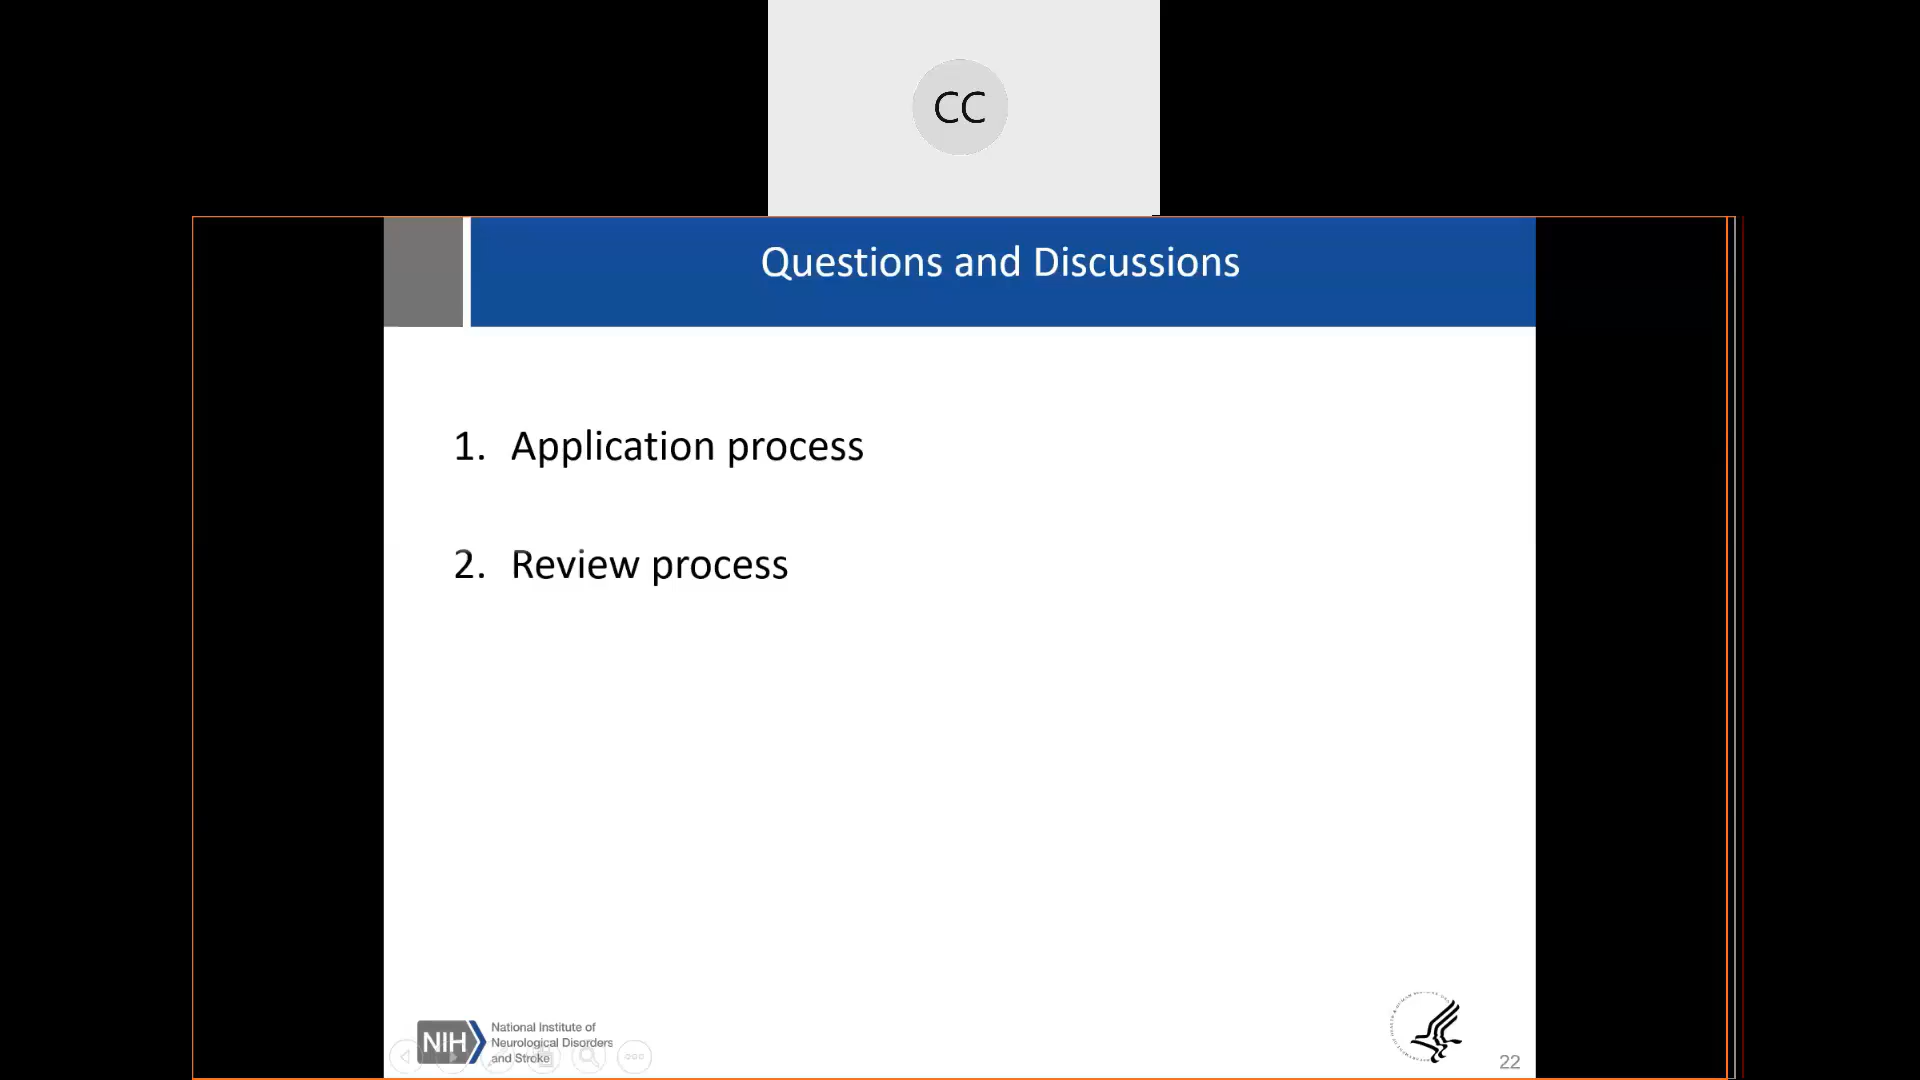 CC
Questions and Discussions
1. Application process
2. Review process
NIH
National Institute of
Neurological Disorders
and Stroke
22